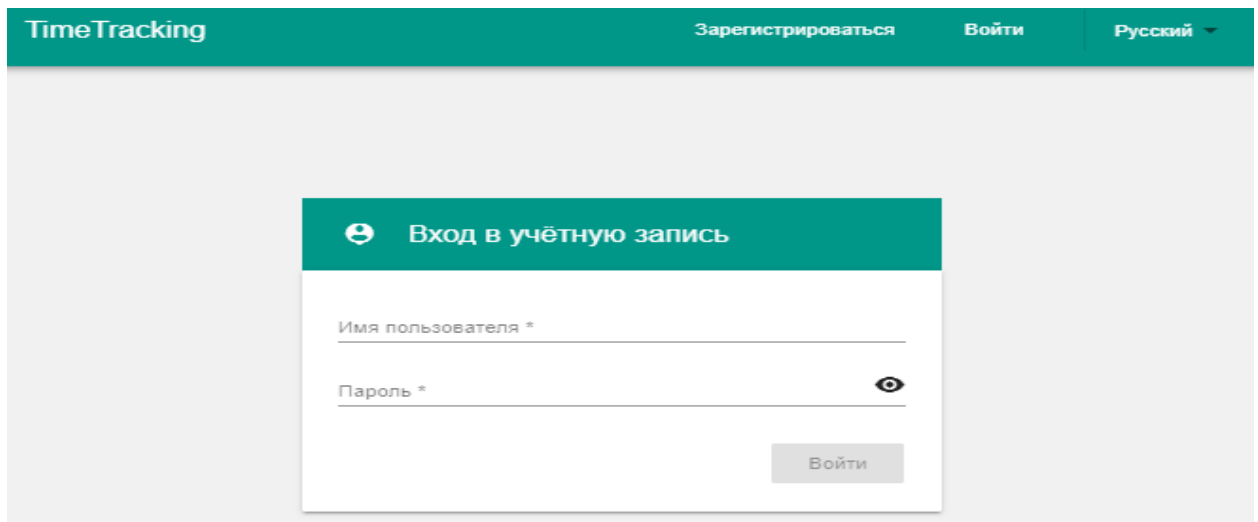 TimeTracking Зарегистрироваться Войти Русский
Вход в учётную запись
Имя пользователя *
Пароль *
Войти